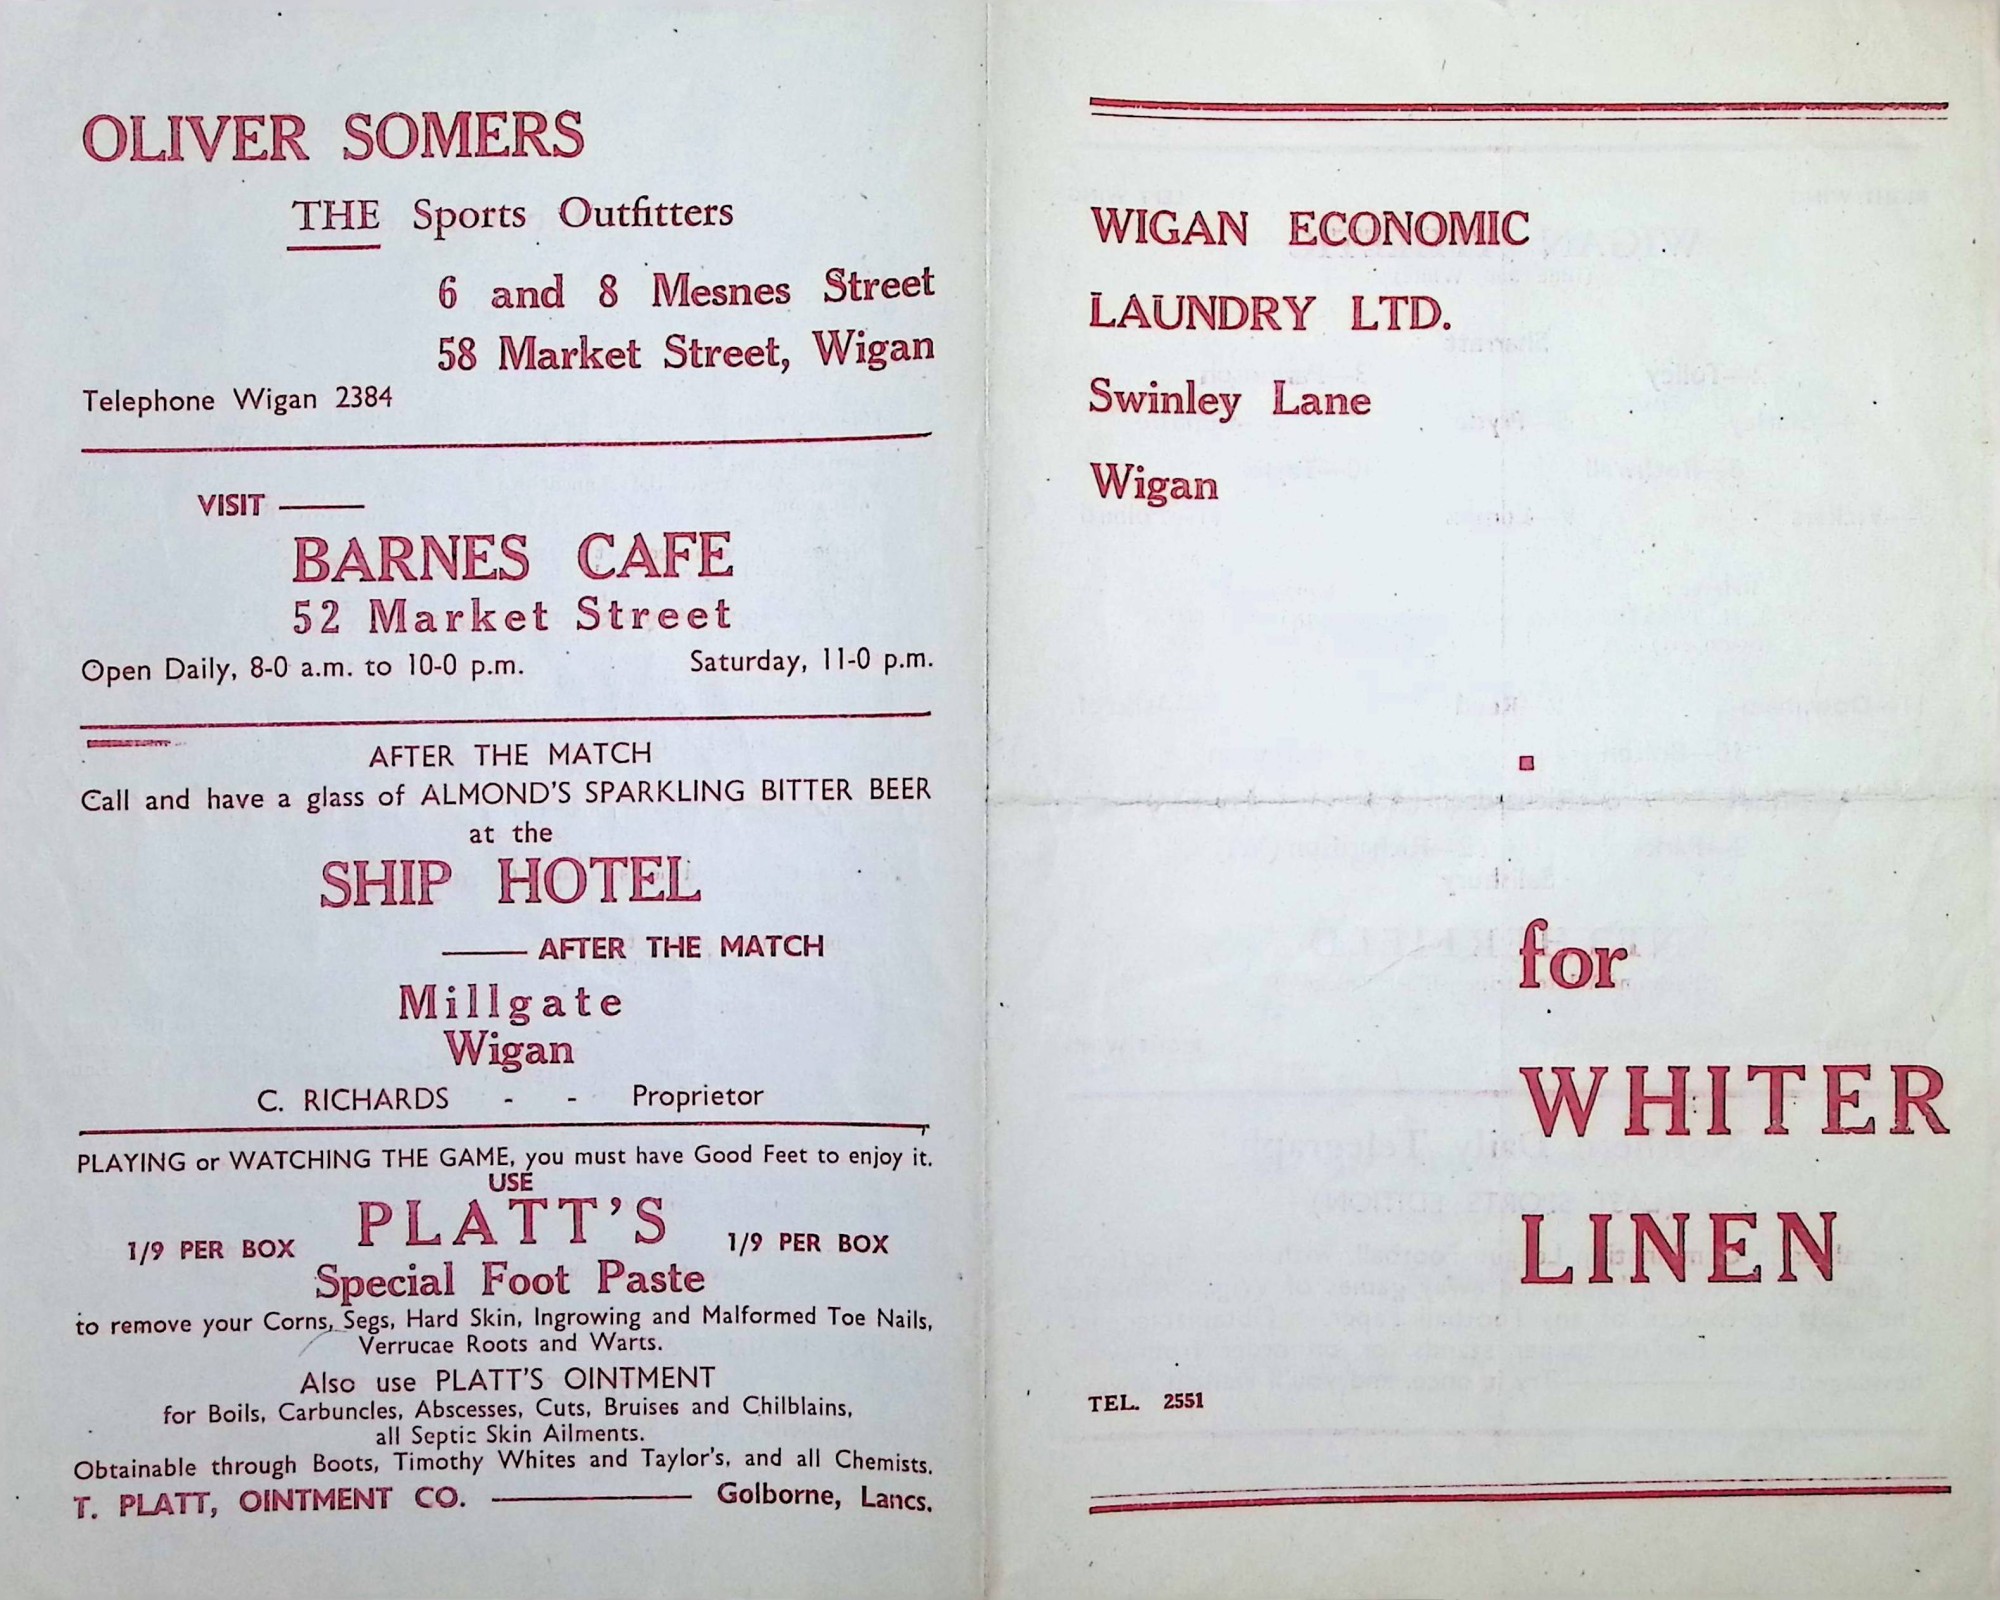 OLIVER SOMERS
THE Sports Outfitters
6 and 8 Mesnes Street
58 Market Street, Wigan
Telephone Wigan 2384
VISIT ——
BARNES CAFE
52 Market Street
Open Daily, 8-0 a.m. to 10-0 p.m. Saturday, 11-0 p.m.
AFTER THE MATCH
Call and have a glass of ALMOND'S SPARKLING BITTER BEER
at the
SHIP HOTEL
—— AFTER THE MATCH
Millgate
Wigan
C. RICHARDS - - Proprietor
PLAYING or WATCHING THE GAME, you must have Good Feet to enjoy it.
USE
1/9 PER BOX PLATT'S 1/9 PER BOX
Special Foot Paste
to remove your Corns, Segs, Hard Skin, Ingrowing and Malformed Toe Nails,
Verrucae Roots and Warts.
Also use PLATT'S OINTMENT
for Boils, Carbuncles, Abscesses, Cuts, Bruises and Chilblains,
all Septic Skin Ailments.
Obtainable through Boots, Timothy Whites and Taylor's, and all Chemists.
T. PLATT, OINTMENT CO. —— Golborne, Lancs.
WIGAN ECONOMIC
LAUNDRY LTD.
Swinley Lane
Wigan
for
WHITER
LINEN
TEL. 2551